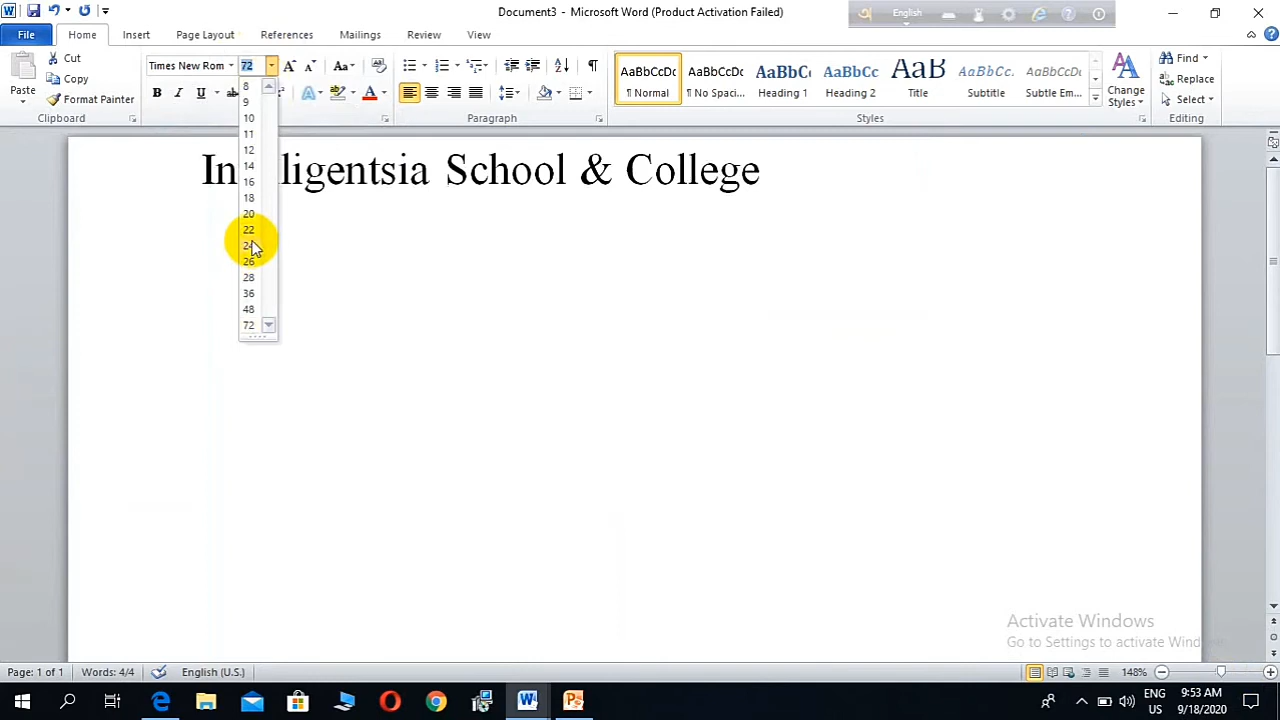 Document3 - Microsoft Word (Product Activation Failed)
English
File Home Insert Page Layout References Mailings Review View
Paste
Cut
Copy
Format Painter
Clipboard
Times New Rom 72
Aa
B I U
A A
Paragraph
AaBbCcDc AaBbCcDc AaBbC AaBbCc AaB AaBbCc. AaBbCcDc
¶ Normal ¶ No Spaci... Heading 1 Heading 2 Title Subtitle Subtle Em...
Styles
Change
Styles
Find
Replace
Select
Editing
8
9
10
11
12
14
16
18
20
22
24
26
28
36
48
72
In lligentsia School & College
Activate Windows
Go to Settings to activate Windows.
Page: 1 of 1 Words: 4/4 English (U.S.) 148%
ENG
US
9:53 AM
9/18/2020